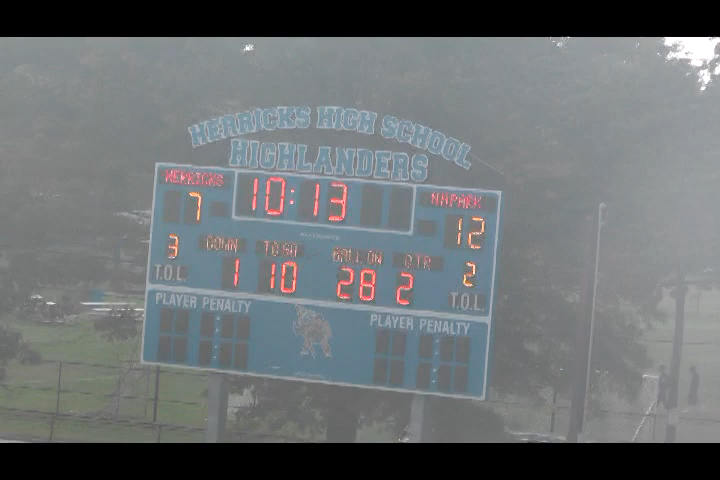 HERRICKS HIGH SCHOOL
HIGHLANDERS
HERRICKS 10:13 NHPARK
7 12
3 DOWN TO GO BALL ON QTR 2
T.O.L. 1 10 28 2 T.O.L.
PLAYER PENALTY PLAYER PENALTY